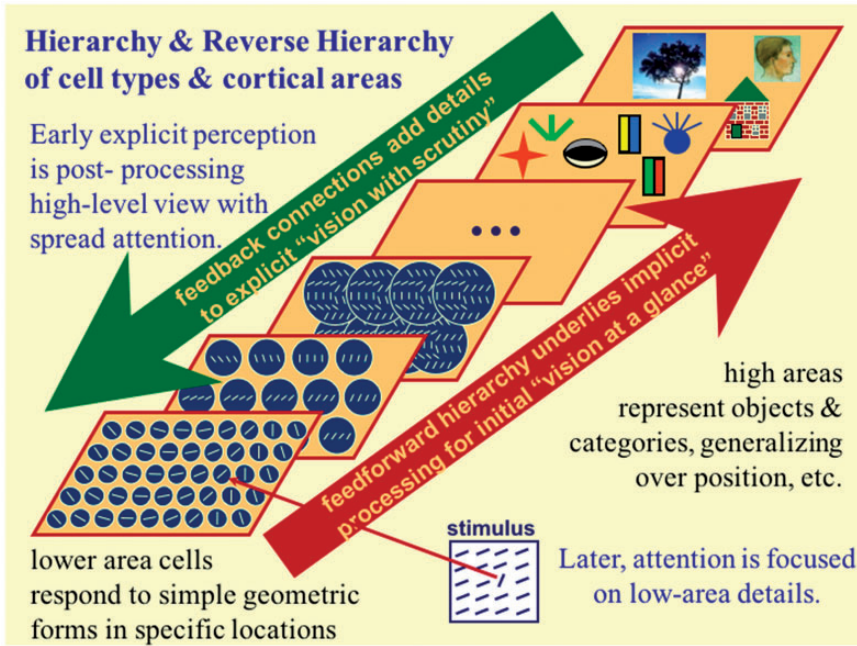 Hierarchy & Reverse Hierarchy
of cell types & cortical areas
Early explicit perception
is post- processing
high-level view with
spread attention.
feedback connections add details
to explicit “vision with scrutiny”
feedforward hierarchy underlies implicit
processing for initial “vision at a glance”
high areas
represent objects &
categories, generalizing
over position, etc.
stimulus
lower area cells
respond to simple geometric
forms in specific locations
Later, attention is focused
on low-area details.